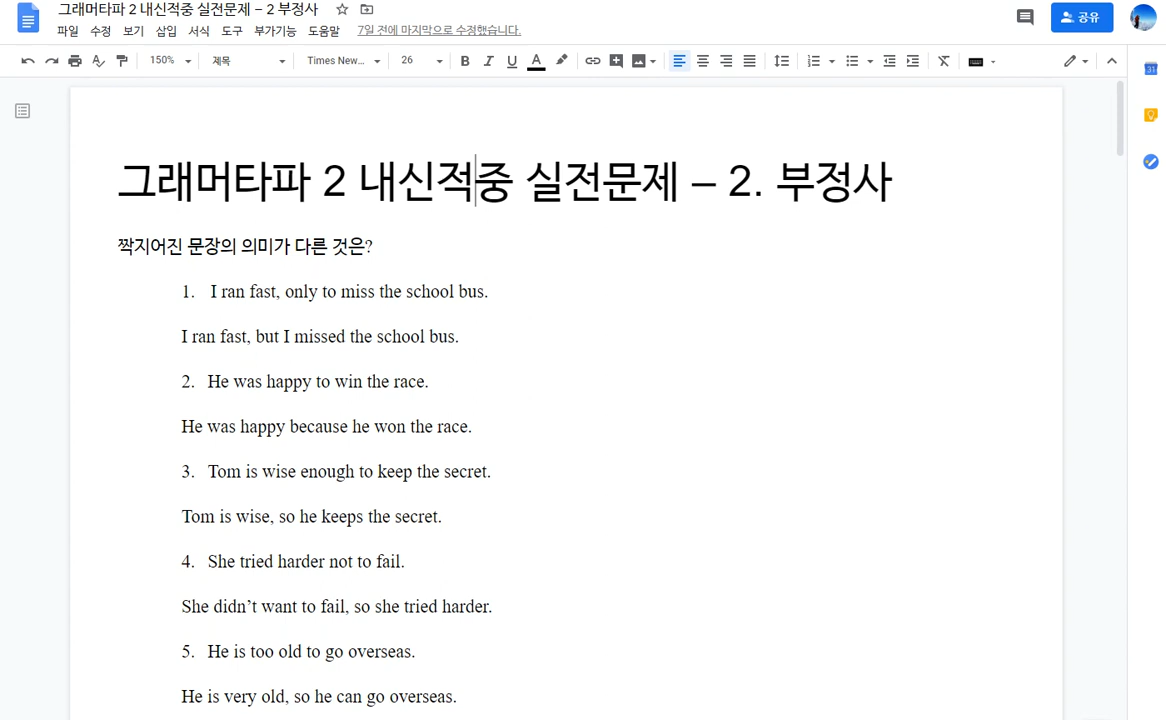 그래머타파 2 내신적중 실전문제 – 2 부정사
파일 수정 보기 삽입 서식 도구 부가기능 도움말 7일 전에 마지막으로 수정했습니다.
공유
150% 제목 Times New... 26 B I U A
31
그래머타파 2 내신적중 실전문제 – 2. 부정사
짝지어진 문장의 의미가 다른 것은?
1. I ran fast, only to miss the school bus.
I ran fast, but I missed the school bus.
2. He was happy to win the race.
He was happy because he won the race.
3. Tom is wise enough to keep the secret.
Tom is wise, so he keeps the secret.
4. She tried harder not to fail.
She didn’t want to fail, so she tried harder.
5. He is too old to go overseas.
He is very old, so he can go overseas.